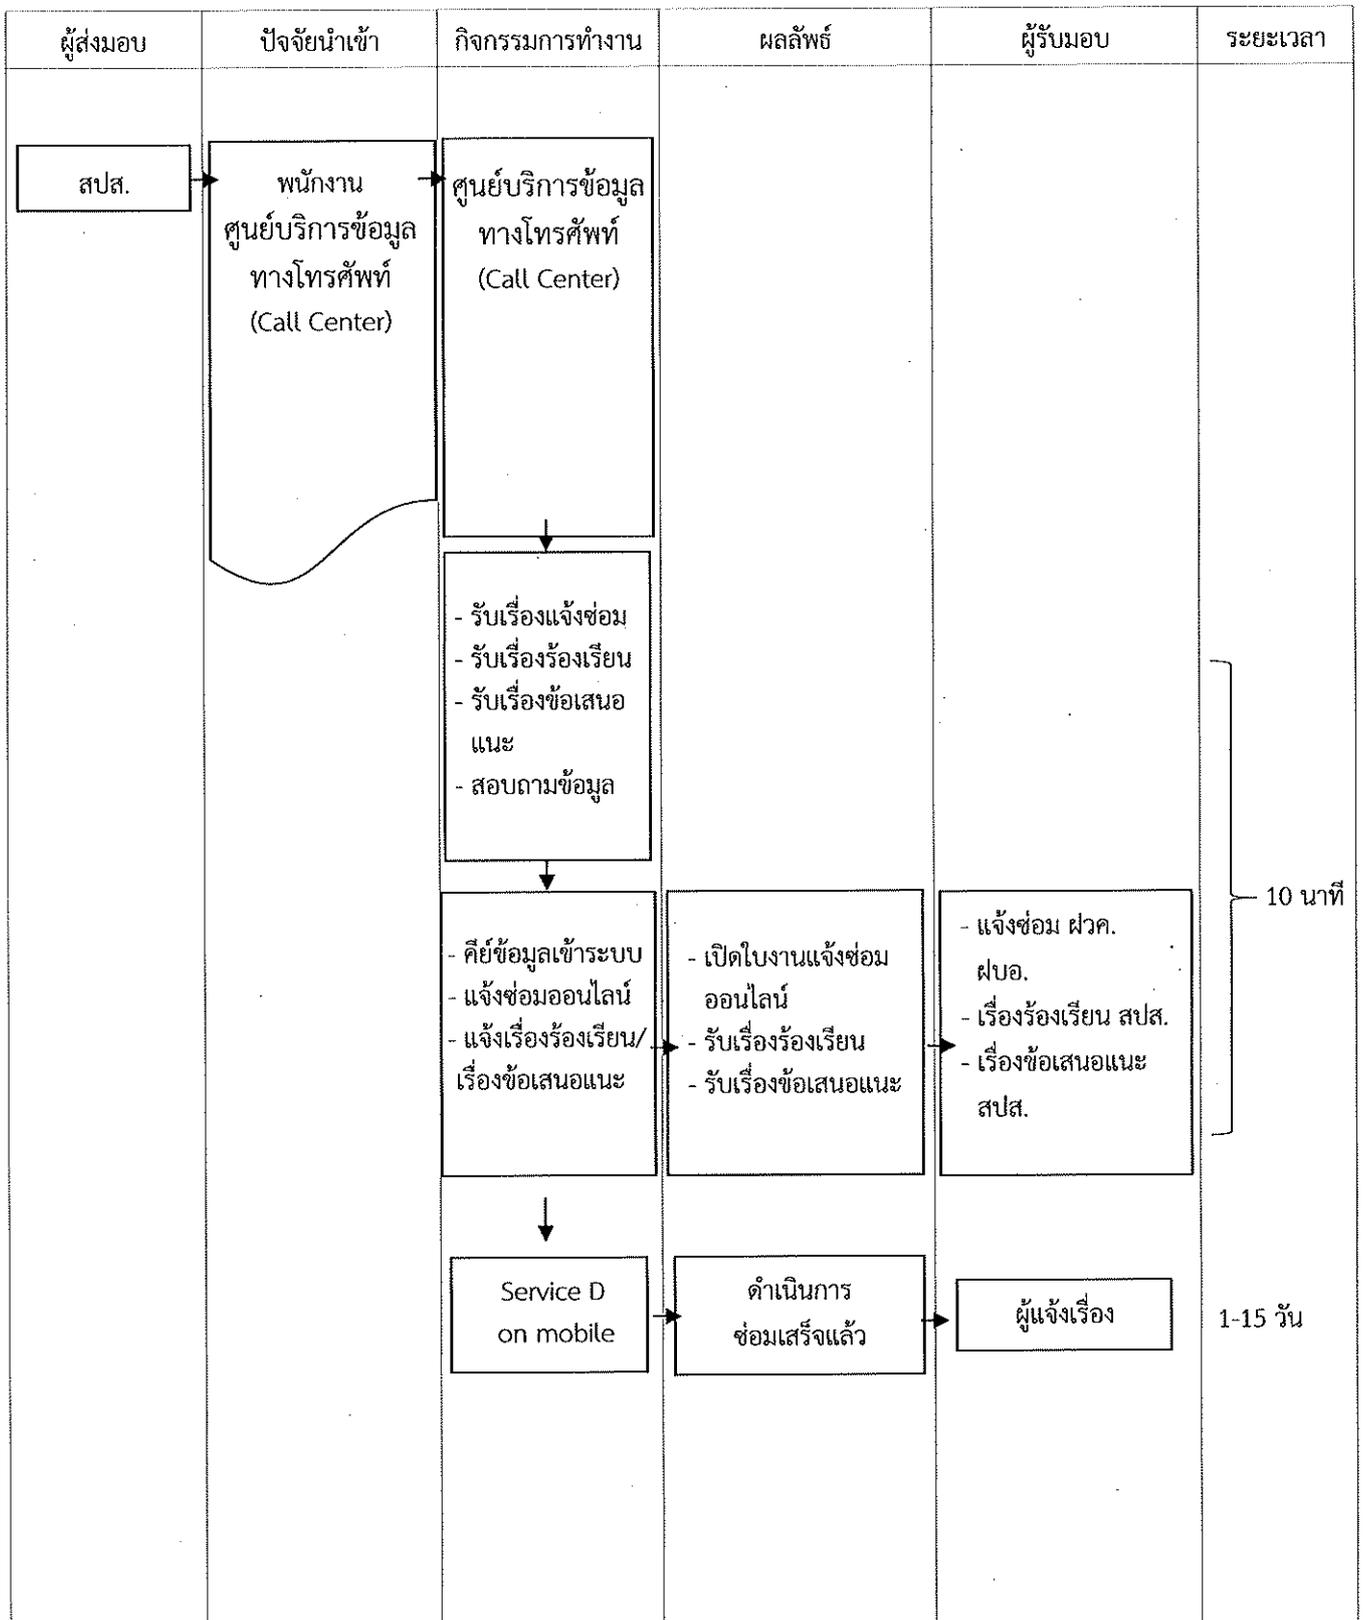 ผู้ส่งมอบ
ปัจจัยนำเข้า
กิจกรรมการทำงาน
ผลลัพธ์
ผู้รับมอบ
ระยะเวลา
สปส.
พนักงาน
ศูนย์บริการข้อมูล
ทางโทรศัพท์
(Call Center)
ศูนย์บริการข้อมูล
ทางโทรศัพท์
(Call Center)
- รับเรื่องแจ้งซ่อม
- รับเรื่องร้องเรียน
- รับเรื่องข้อเสนอ
แนะ
- สอบถามข้อมูล
- คีย์ข้อมูลเข้าระบบ
- แจ้งซ่อมออนไลน์
- แจ้งเรื่องร้องเรียน/
เรื่องข้อเสนอแนะ
- เปิดใบงานแจ้งซ่อม
ออนไลน์
- รับเรื่องร้องเรียน
- รับเรื่องข้อเสนอแนะ
- แจ้งซ่อม ฝวค.
ฝบอ.
- เรื่องร้องเรียน สปส.
- เรื่องข้อเสนอแนะ
สปส.
10 นาที
Service D
on mobile
ดำเนินการ
ซ่อมเสร็จแล้ว
ผู้แจ้งเรื่อง
1-15 วัน